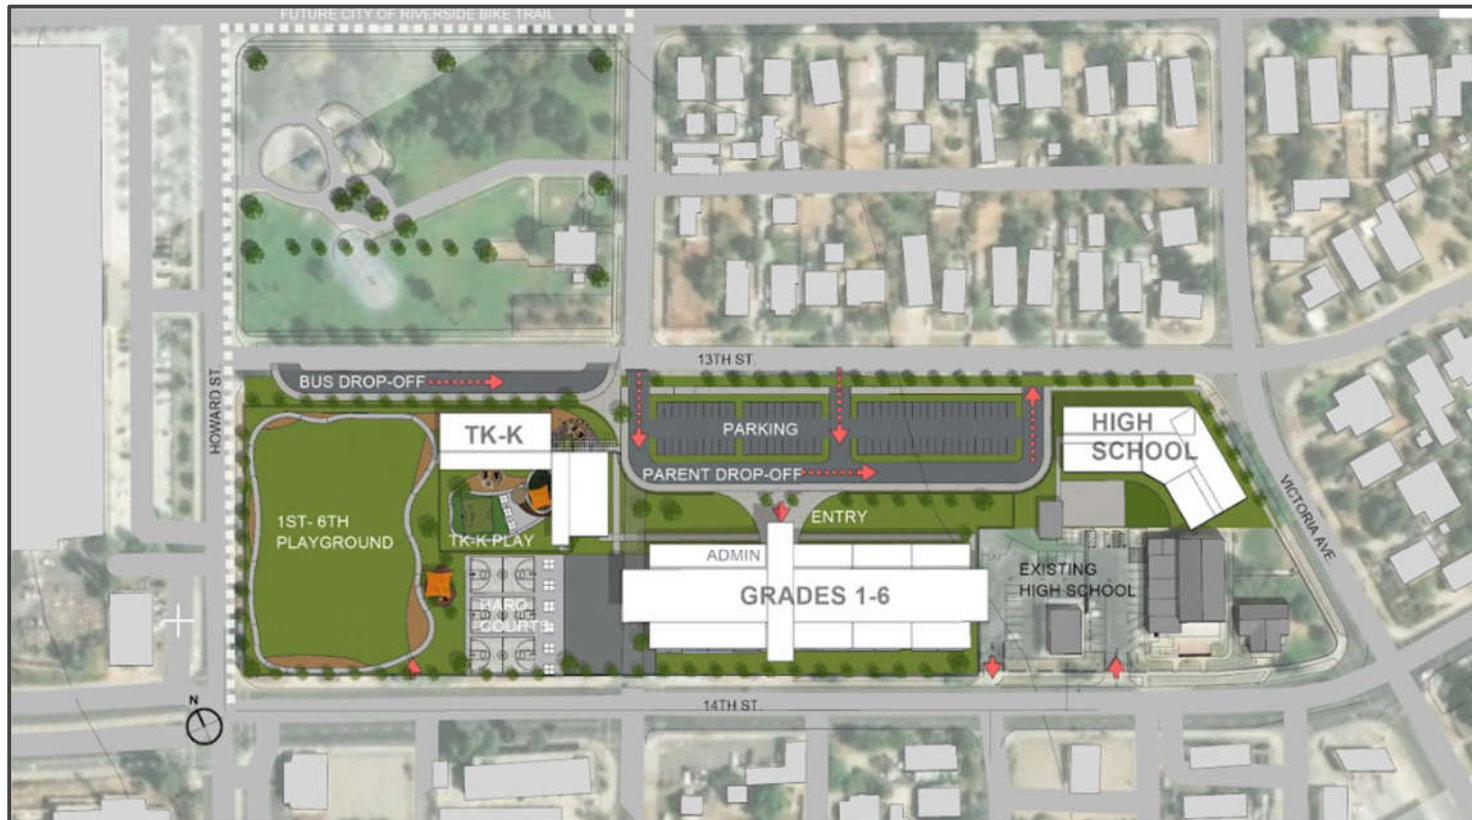 FUTURE CITY OF RIVERSIDE BIKE TRAIL
13TH ST.
BUS DROP-OFF
HOWARD ST.
TK-K
PARKING
HIGH
SCHOOL
PARENT DROP-OFF
1ST- 6TH
PLAYGROUND
TK-K PLAY
ENTRY
VICTORIA AVE.
ADMIN
GRADES 1-6
EXISTING
HIGH SCHOOL
HARD
COURTS
N
14TH ST.